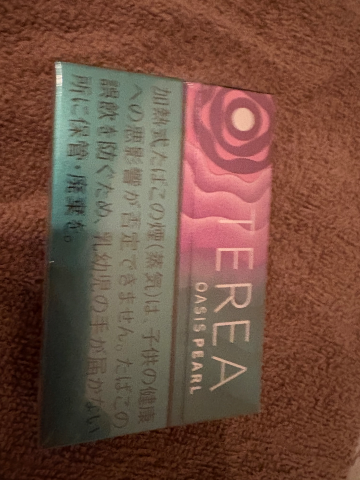 TEREA
OASIS PEARL
加熱式たばこの煙(蒸気)は、子供の健康
への悪影響が否定できません。たばこの
誤飲を防ぐため、乳幼児の手が届かない
所に保管・廃棄を。